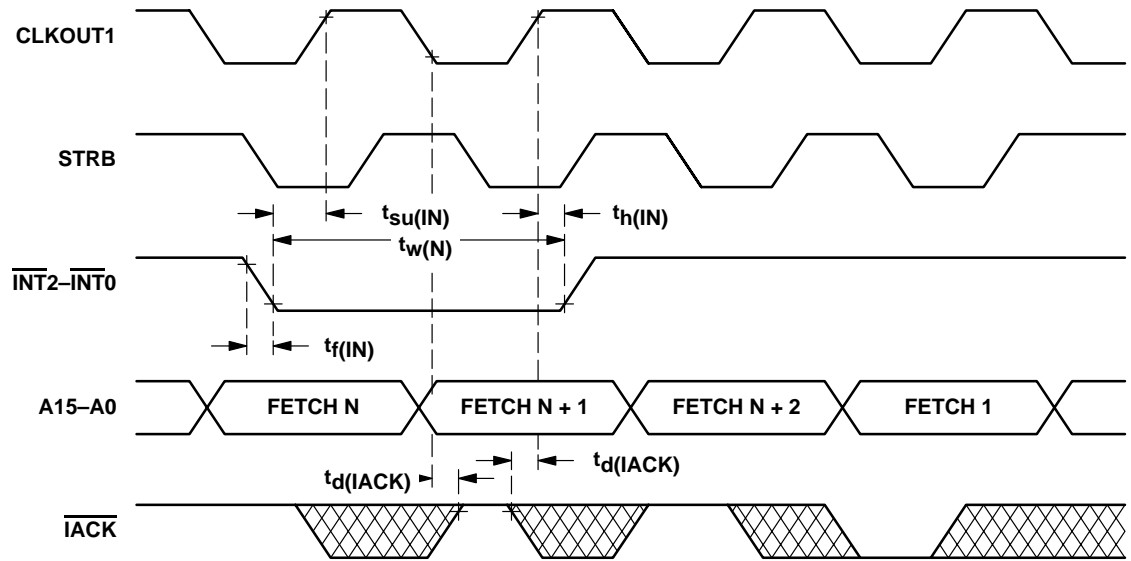 CLKOUT1
STRB
tsu(IN)
th(IN)
tw(N)
INT2–INT0
tf(IN)
A15–A0
FETCH N
FETCH N + 1
FETCH N + 2
FETCH 1
td(IACK)
td(IACK)
IACK